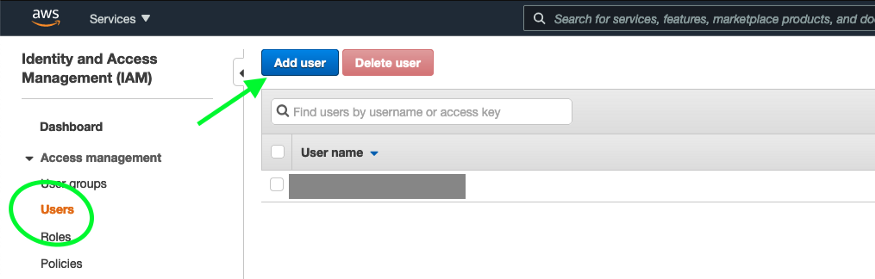 aws
Services
Search for services, features, marketplace products, and do
Identity and Access
Management (IAM)
Dashboard
Access management
User groups
Users
Roles
Policies
Add user
Delete user
Find users by username or access key
User name